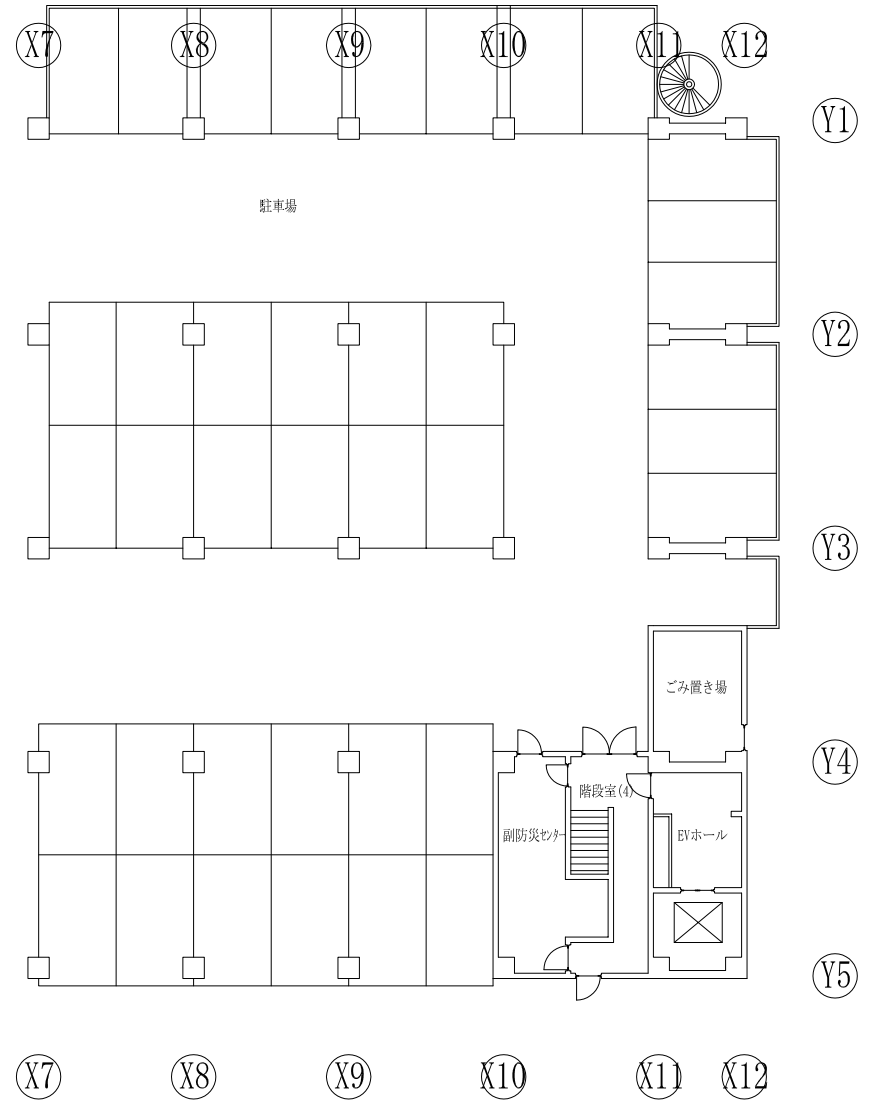 X7 X8 X9 X10 X11 X12
Y1
駐車場
Y2
Y3
ごみ置き場
Y4
階段室(4)
副防災センター
EVホール
Y5
X7 X8 X9 X10 X11 X12